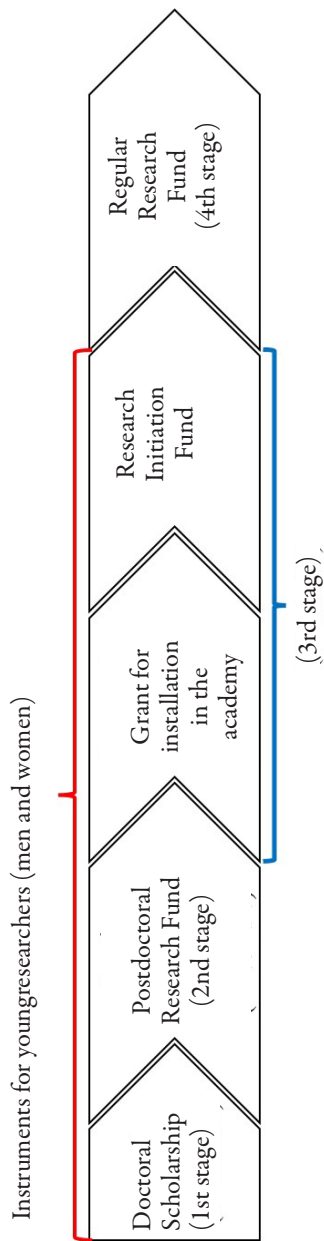 Instruments for youngresearchers (men and women)
Doctoral
Scholarship
(1st stage)
Postdoctoral
Research Fund
(2nd stage)
Grant for
installation
in the
academy
Research
Initiation
Fund
Regular
Research
Fund
(4th stage)
(3rd stage)